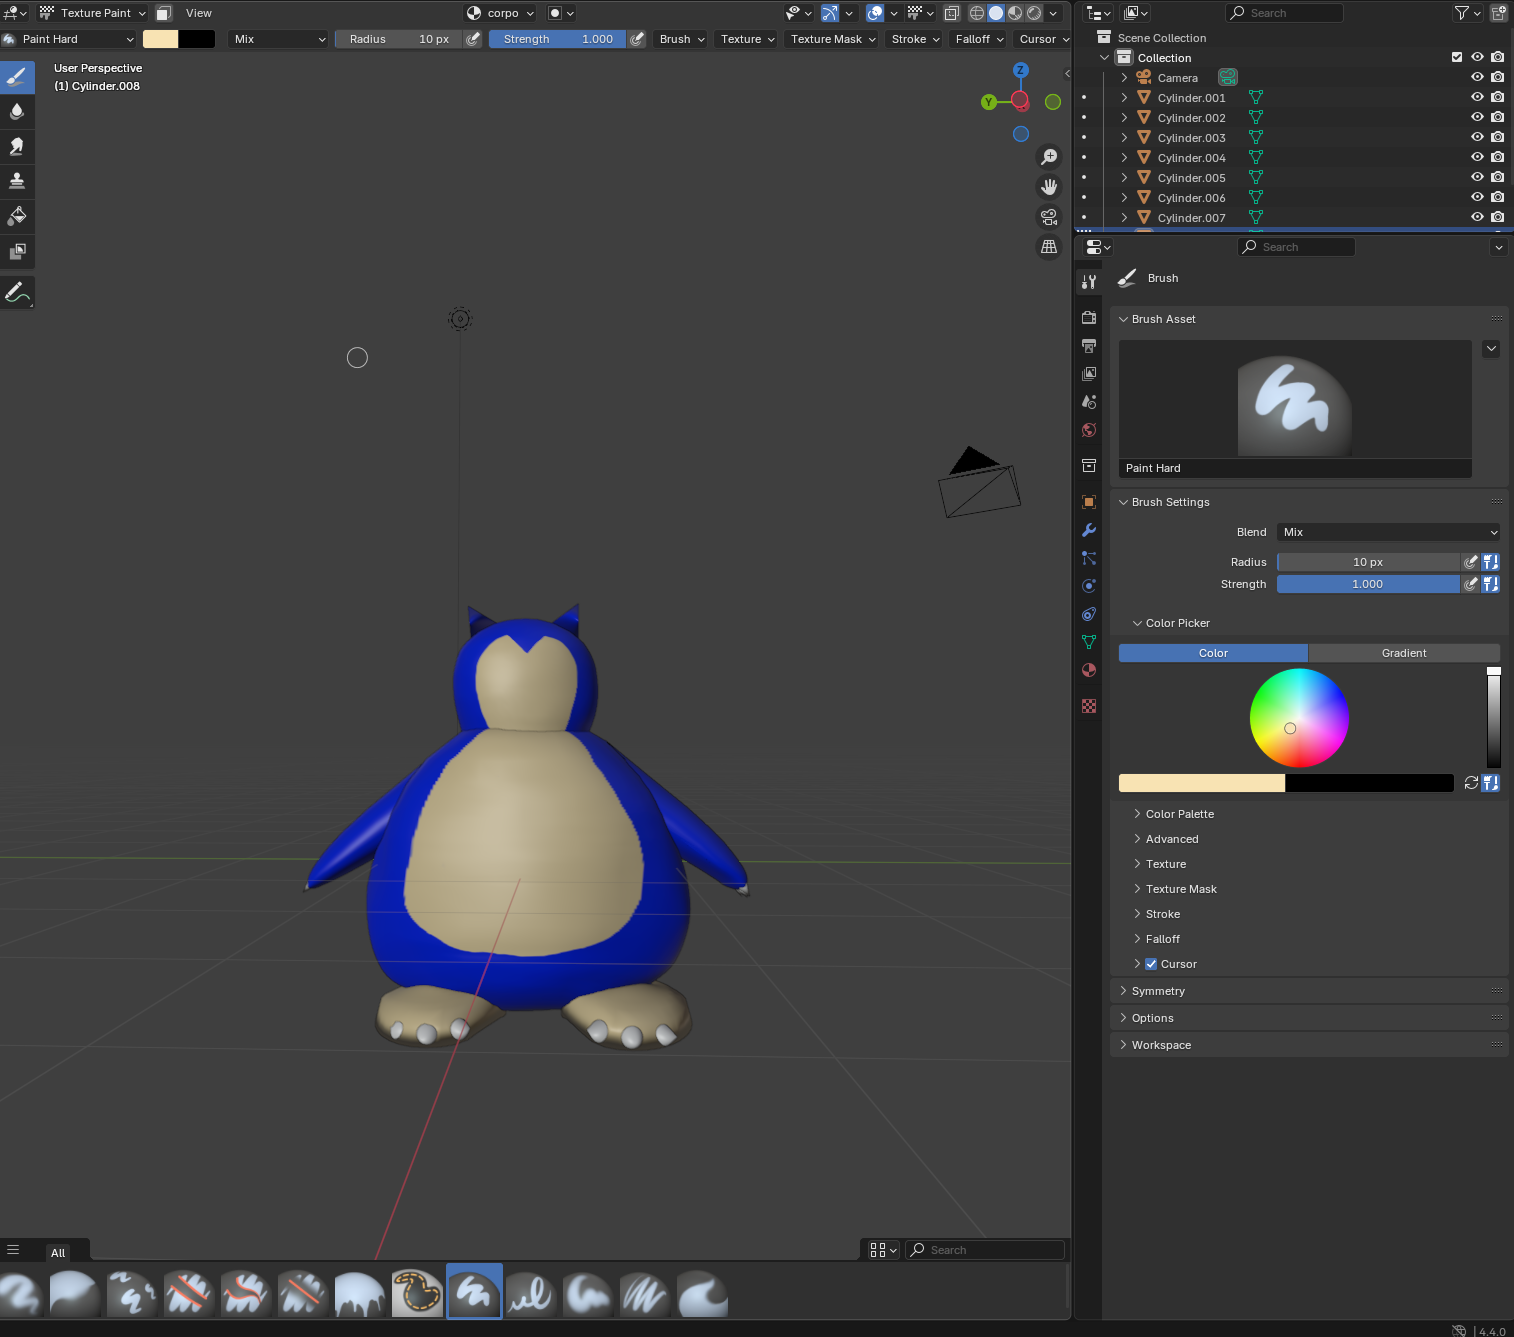 Texture Paint View corpo
Search
Paint Hard Mix Radius 10 px Strength 1.000 Brush Texture Texture Mask Stroke Falloff Cursor
User Perspective
(1) Cylinder.008
Z
Y
Scene Collection
Collection
Camera
Cylinder.001
Cylinder.002
Cylinder.003
Cylinder.004
Cylinder.005
Cylinder.006
Cylinder.007
Search
Brush
Brush Asset
Paint Hard
Brush Settings
Blend Mix
Radius 10 px
Strength 1.000
Color Picker
Color Gradient
Color Palette
Advanced
Texture
Texture Mask
Stroke
Falloff
Cursor
Symmetry
Options
Workspace
All
Search
4.4.0